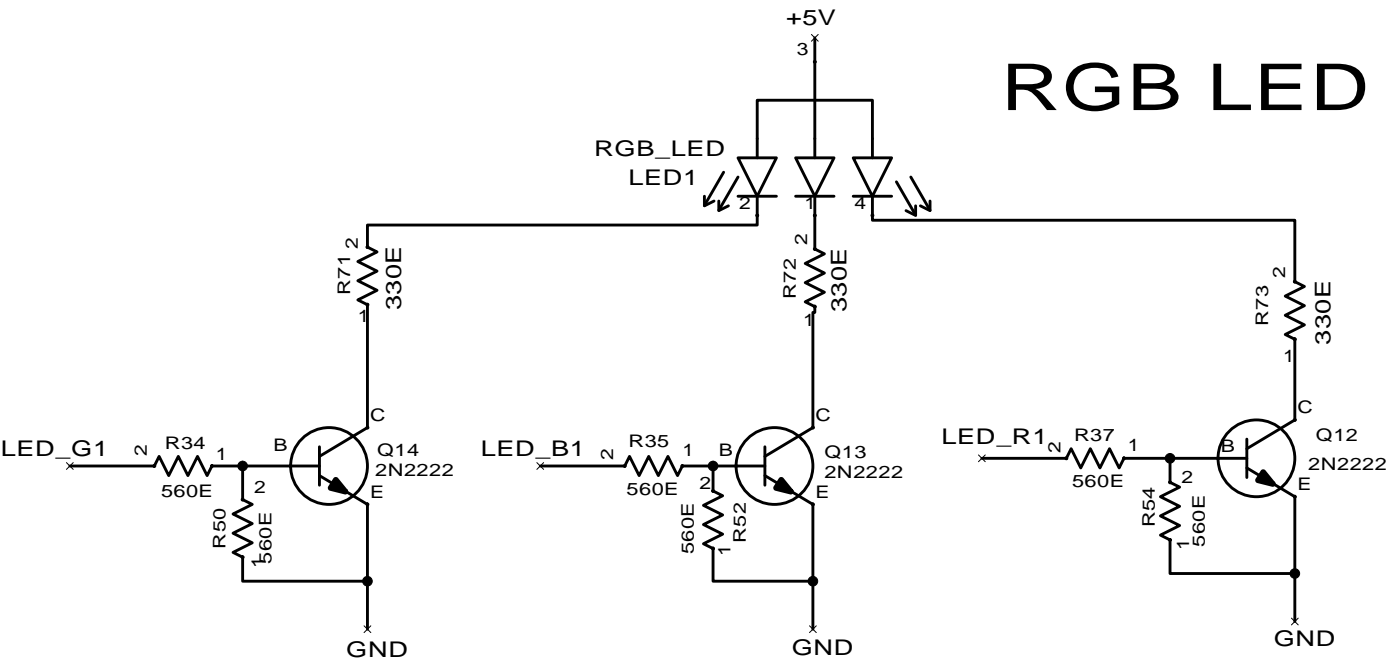 +5V
3
RGB LED
RGB_LED
LED1
2
1
4
2
R71
330E
1
2
R72
330E
1
2
R73
330E
1
LED_G1
2
R34
1
560E
B
C
Q14
2N2222
E
2
R50
560E
1
GND
LED_B1
2
R35
1
560E
B
C
Q13
2N2222
E
2
560E
R52
1
GND
LED_R1
2
R37
1
560E
B
C
Q12
2N2222
E
2
R54
560E
1
GND